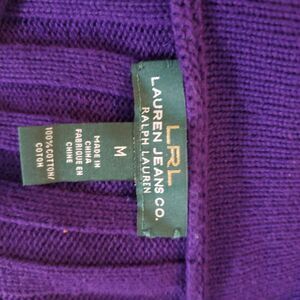 LRL
LAUREN JEANS CO.
RALPH LAUREN
M
MADE IN
CHINA
FABRIQUE EN
CHINE
100% COTTON/
COTON